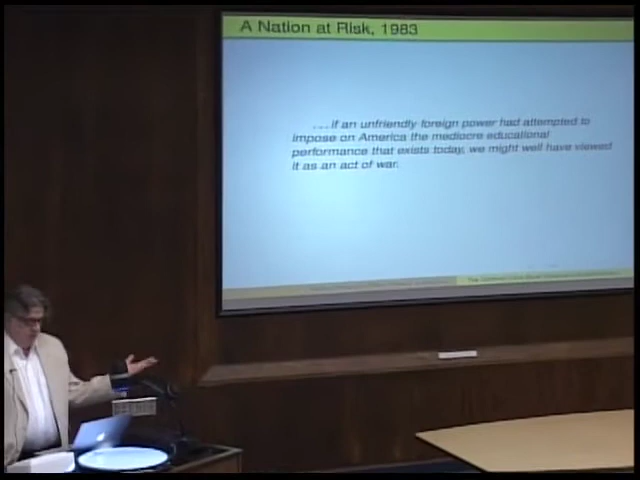 A Nation at Risk, 1983
...if an unfriendly foreign power had attempted to
impose on America the mediocre educational
performance that exists today, we might well have viewed
it as an act of war.